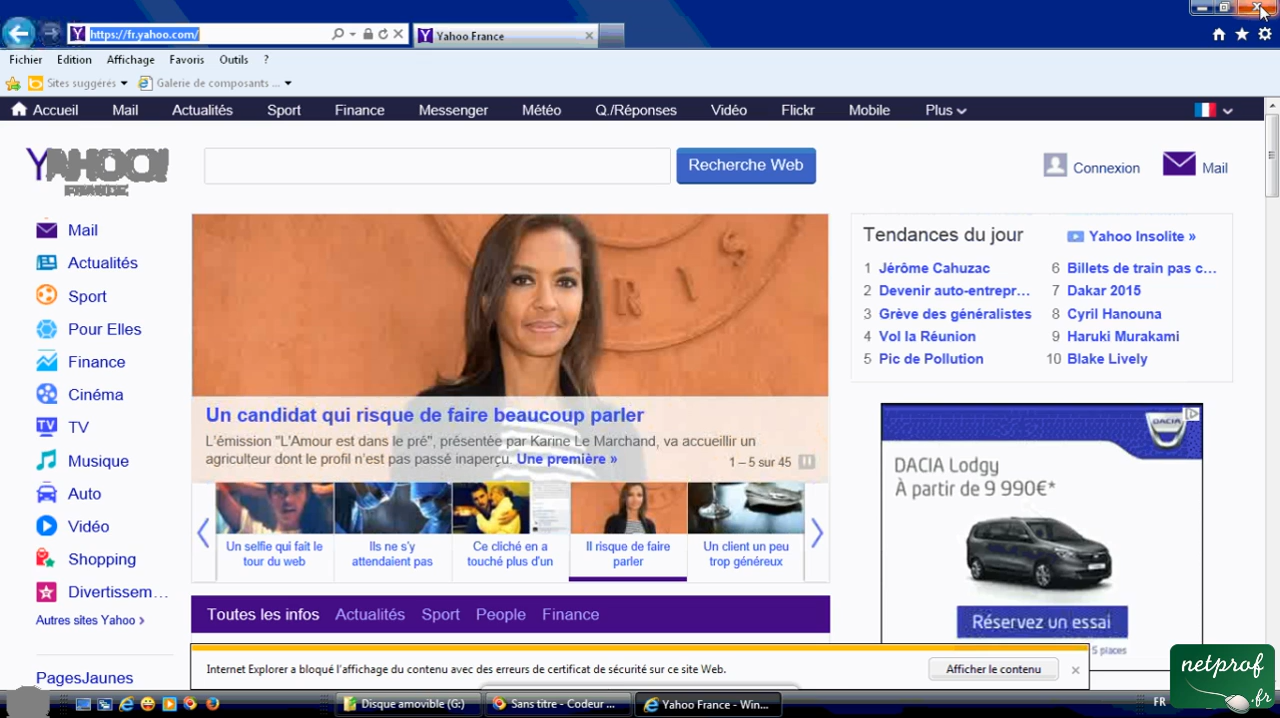 https://fr.yahoo.com/
Yahoo France
Fichier Edition Affichage Favoris Outils ?
Sites suggérés Galerie de composants ...
Accueil Mail Actualités Sport Finance Messenger Météo Q./Réponses Vidéo Flickr Mobile Plus
YAHOO!
FRANCE
Recherche Web
Connexion Mail
Mail
Actualités
Sport
Pour Elles
Finance
Cinéma
TV
TV
Musique
Auto
Vidéo
Shopping
Divertissem...
Autres sites Yahoo >
PagesJaunes
RIS
Un candidat qui risque de faire beaucoup parler
L'émission "L'Amour est dans le pré", présentée par Karine Le Marchand, va accueillir un
agriculteur dont le profil n'est pas passé inaperçu. Une première »
1 – 5 sur 45
Un selfie qui fait le
tour du web
Ils ne s'y
attendaient pas
Ce cliché en a
touché plus d'un
Il risque de faire
parler
Un client un peu
trop généreux
Toutes les infos Actualités Sport People Finance
Tendances du jour Yahoo Insolite »
1 Jérôme Cahuzac 6 Billets de train pas c...
2 Devenir auto-entrepr... 7 Dakar 2015
3 Grève des généralistes 8 Cyril Hanouna
4 Vol la Réunion 9 Haruki Murakami
5 Pic de Pollution 10 Blake Lively
DACIA
DACIA Lodgy
À partir de 9 990€*
Réservez un essai
5 places
Internet Explorer a bloqué l'affichage du contenu avec des erreurs de certificat de sécurité sur ce site Web.
Afficher le contenu
Disque amovible (G:) Sans titre - Codeur ... Yahoo France - Win...
FR
netprof
.fr